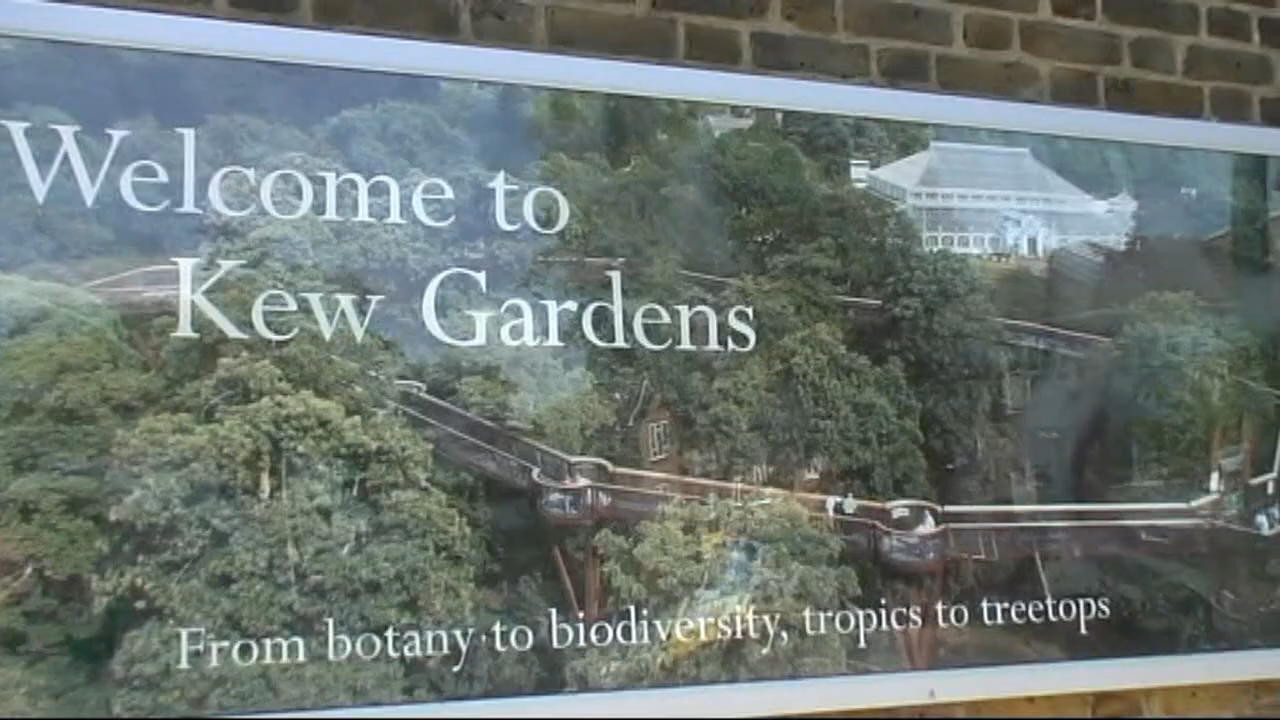 Welcome to
Kew Gardens
From botany to biodiversity, tropics to treetops